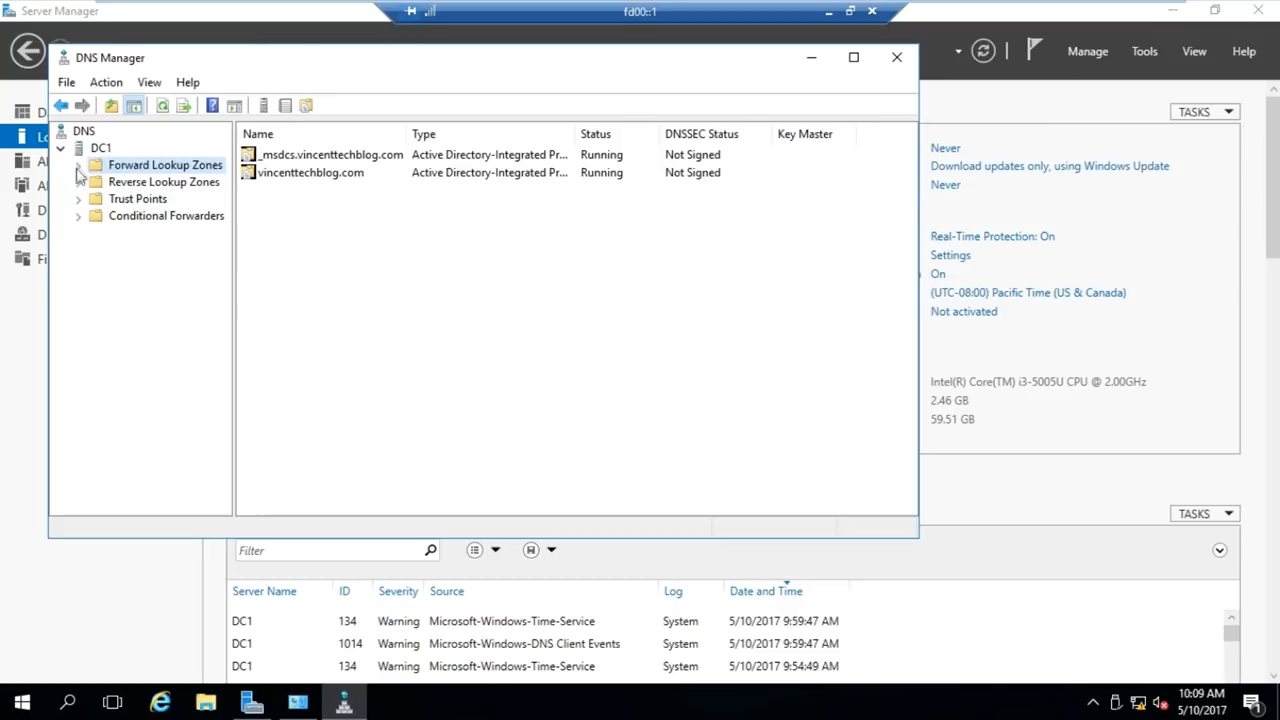 Server Manager
fd00::1
Manage
Tools
View
Help
DNS Manager
File
Action
View
Help
DNS
DC1
Forward Lookup Zones
Reverse Lookup Zones
Trust Points
Conditional Forwarders
Name Type Status DNSSEC Status Key Master
_msdcs.vincenttechblog.com Active Directory-Integrated Pr... Running Not Signed
vincenttechblog.com Active Directory-Integrated Pr... Running Not Signed
D
Lo
Al
Al
D
D
Fi
TASKS
Never
Download updates only, using Windows Update
Never
Real-Time Protection: On
Settings
On
(UTC-08:00) Pacific Time (US & Canada)
Not activated
Intel(R) Core(TM) i3-5005U CPU @ 2.00GHz
2.46 GB
59.51 GB
TASKS
Filter
Server Name ID Severity Source Log Date and Time
DC1 134 Warning Microsoft-Windows-Time-Service System 5/10/2017 9:59:47 AM
DC1 1014 Warning Microsoft-Windows-DNS Client Events System 5/10/2017 9:59:47 AM
DC1 134 Warning Microsoft-Windows-Time-Service System 5/10/2017 9:54:49 AM
10:09 AM
5/10/2017
1